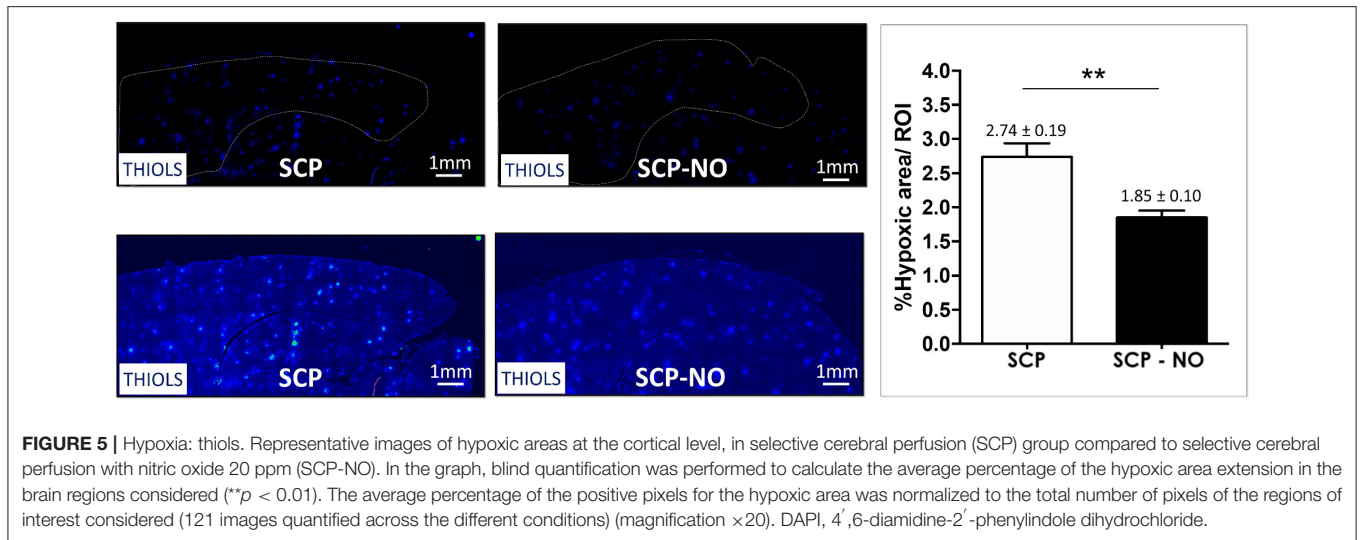 THIOLS
SCP
1mm
THIOLS
SCP-NO
1mm
THIOLS
SCP
1mm
THIOLS
SCP-NO
1mm
%Hypoxic area/ ROI
4.0
3.5
3.0
2.5
2.0
1.5
1.0
0.5
0.0
**
2.74 ± 0.19
1.85 ± 0.10
SCP
SCP - NO
FIGURE 5 | Hypoxia: thiols. Representative images of hypoxic areas at the cortical level, in selective cerebral perfusion (SCP) group compared to selective cerebral
perfusion with nitric oxide 20 ppm (SCP-NO). In the graph, blind quantification was performed to calculate the average percentage of the hypoxic area extension in the
brain regions considered (**p < 0.01). The average percentage of the positive pixels for the hypoxic area was normalized to the total number of pixels of the regions of
interest considered (121 images quantified across the different conditions) (magnification ×20). DAPI, 4′,6-diamidine-2′-phenylindole dihydrochloride.